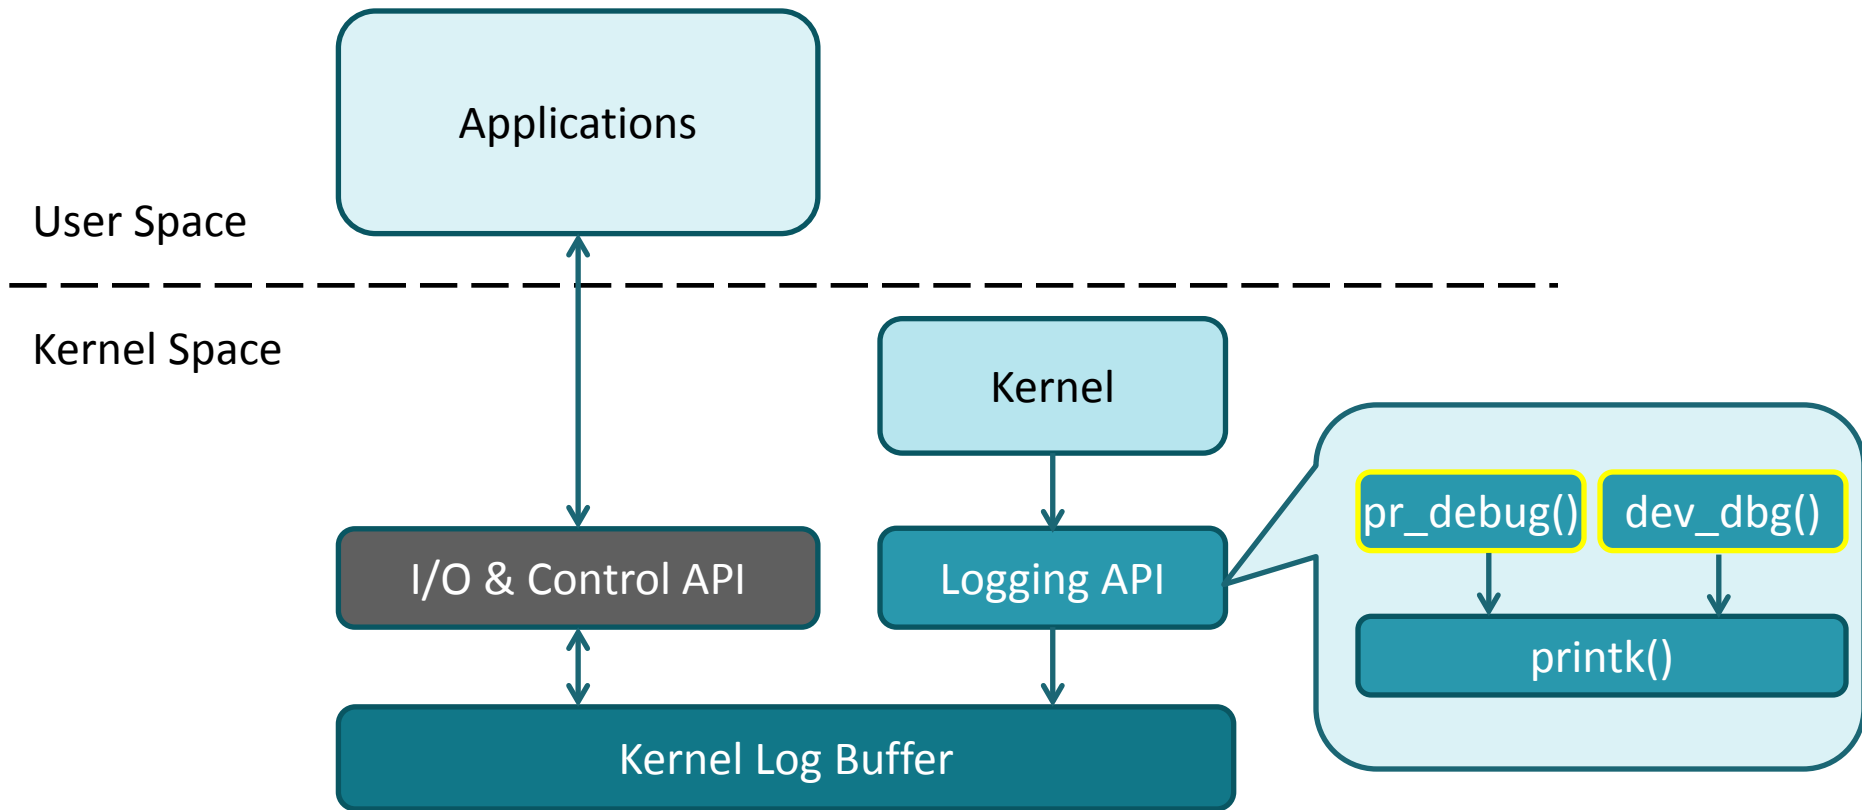 Applications
User Space
Kernel Space
Kernel
pr_debug()
dev_dbg()
I/O & Control API
Logging API
printk()
Kernel Log Buffer